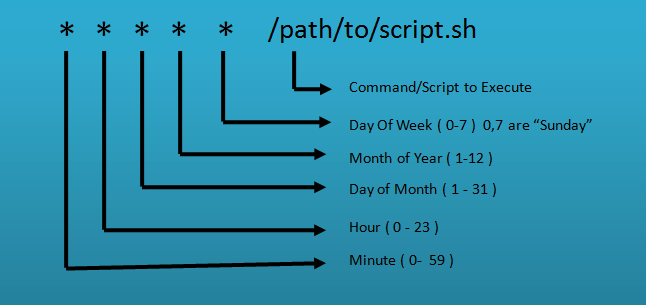 * * * * * /path/to/script.sh
Command/Script to Execute
Day Of Week ( 0-7 ) 0,7 are “Sunday”
Month of Year ( 1-12 )
Day of Month ( 1 - 31 )
Hour ( 0 - 23 )
Minute ( 0- 59 )